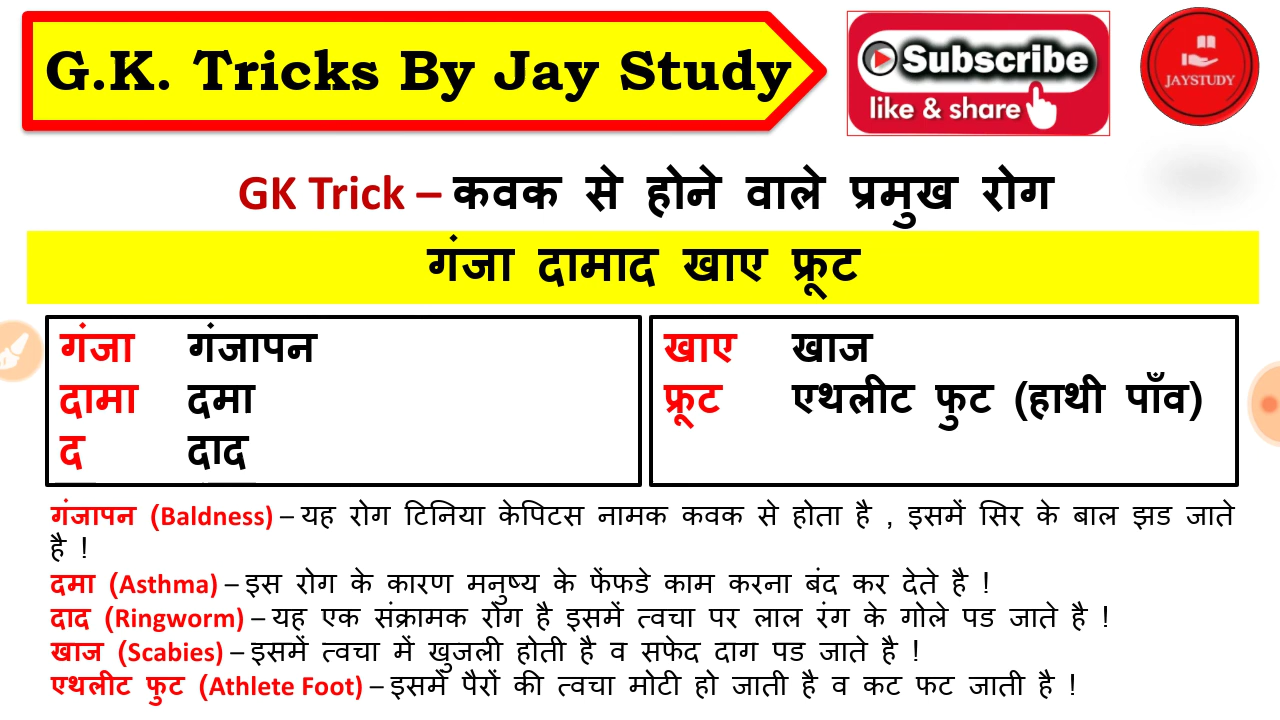 G.K. Tricks By Jay Study
Subscribe
like & share
JAYSTUDY
GK Trick – कवक से होने वाले प्रमुख रोग
गंजा दामाद खाए फ्रूट
गंजा गंजापन
दामा दमा
द दाद
खाए खाज
फ्रूट एथलीट फुट (हाथी पाँव)
गंजापन (Baldness) – यह रोग टिनिया केपिटस नामक कवक से होता है , इसमें सिर के बाल झड जाते
है !
दमा (Asthma) – इस रोग के कारण मनुष्य के फेंफडे काम करना बंद कर देते है !
दाद (Ringworm) – यह एक संक्रामक रोग है इसमें त्वचा पर लाल रंग के गोले पड जाते है !
खाज (Scabies) – इसमें त्वचा में खुजली होती है व सफेद दाग पड जाते है !
एथलीट फुट (Athlete Foot) – इसमें पैरों की त्वचा मोटी हो जाती है व कट फट जाती है !